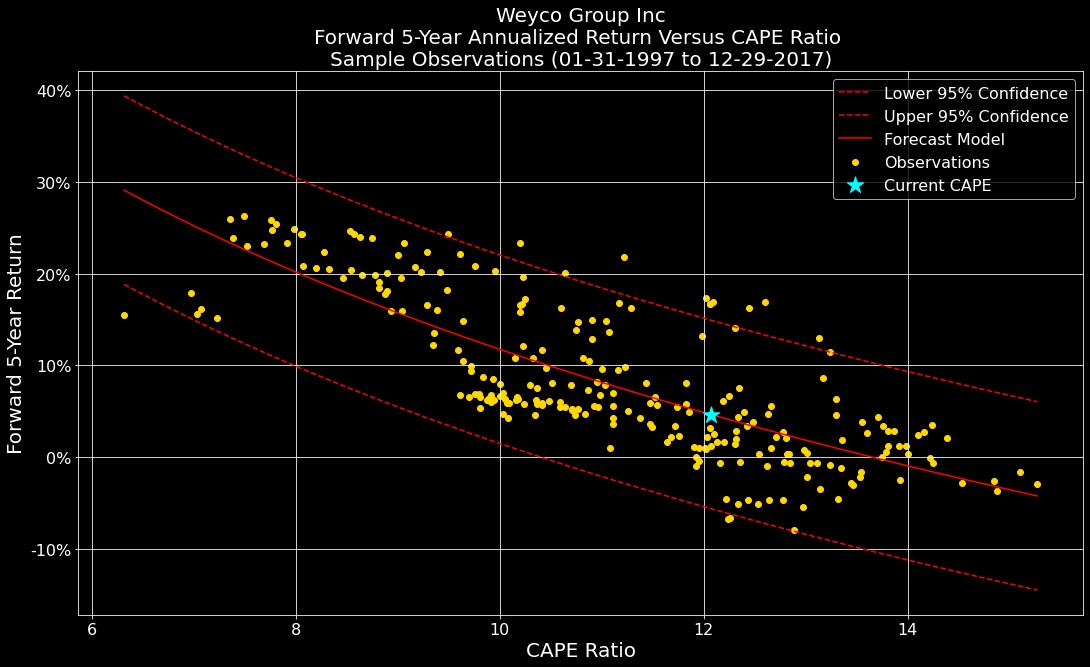 Weyco Group Inc
Forward 5-Year Annualized Return Versus CAPE Ratio
Sample Observations (01-31-1997 to 12-29-2017)
Lower 95% Confidence
Upper 95% Confidence
Forecast Model
Observations
Current CAPE
Forward 5-Year Return
40%
30%
20%
10%
0%
-10%
6
8
10
12
14
CAPE Ratio